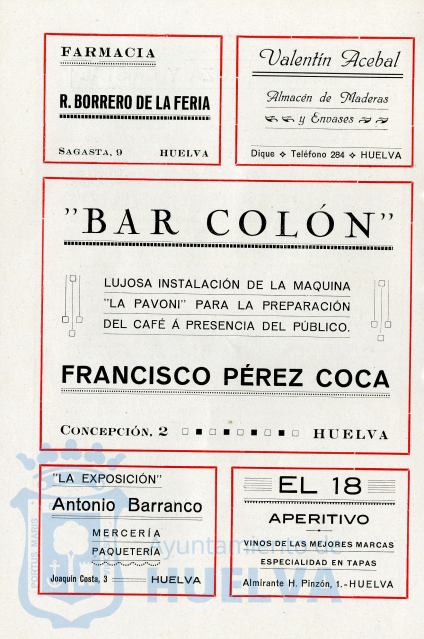 FARMACIA
R. BORRERO DE LA FERIA
SAGASTA, 9 HUELVA
Valentín Acebal
Almacén de Maderas
y Envases
Dique ❖ Teléfono 284 ❖ HUELVA
"BAR COLÓN"
LUJOSA INSTALACIÓN DE LA MAQUINA
"LA PAVONI" PARA LA PREPARACIÓN
DEL CAFÉ Á PRESENCIA DEL PÚBLICO.
FRANCISCO PÉREZ COCA
CONCEPCIÓN, 2 HUELVA
"LA EXPOSICIÓN"
Antonio Barranco
MERCERÍA
PAQUETERÍA
Joaquín Costa, 3 HUELVA
EL 18
APERITIVO
VINOS DE LAS MEJORES MARCAS
ESPECIALIDAD EN TAPAS
Almirante H. Pinzón, 1.-HUELVA
PORTUS MARIS
Ayuntamiento de
HUELVA